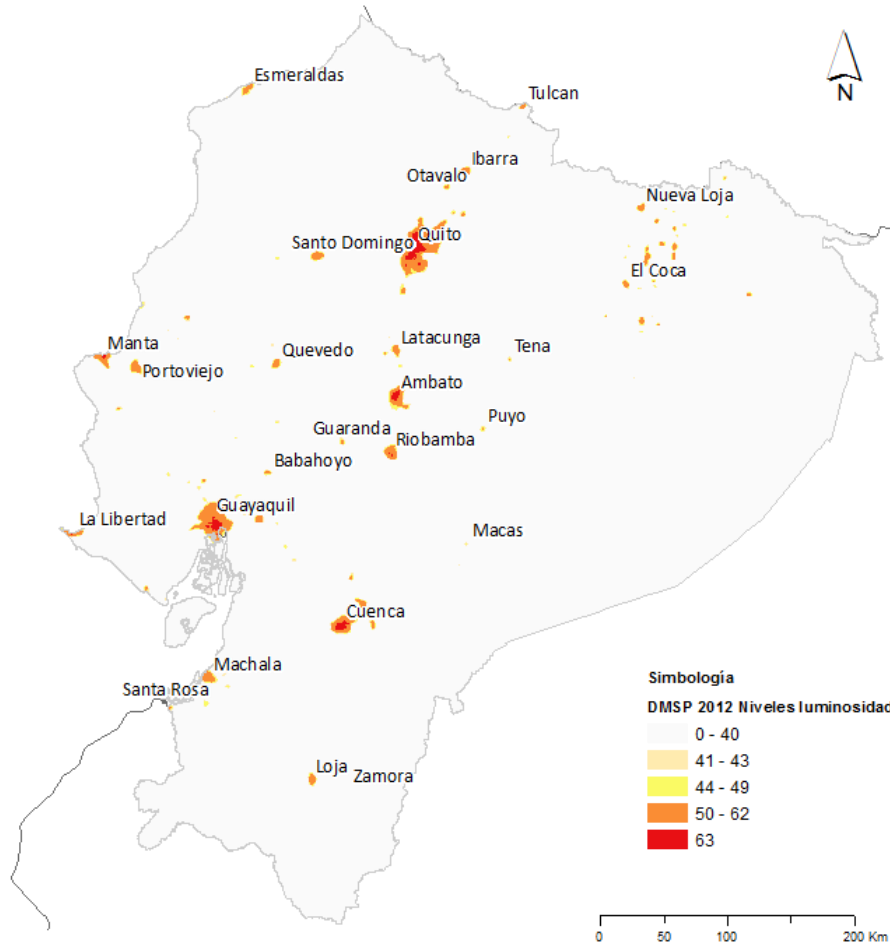 Esmeraldas
Tulcan
N
Ibarra
Otavalo
Nueva Loja
Quito
Santo Domingo
El Coca
Manta
Latacunga
Tena
Quevedo
Portoviejo
Ambato
Puyo
Guaranda
Riobamba
Babahoyo
Guayaquil
La Libertad
Macas
Cuenca
Machala
Santa Rosa
Loja
Zamora
Simbología
DMSP 2012 Niveles luminosidad
0 - 40
41 - 43
44 - 49
50 - 62
63
0 50 100 200 Km